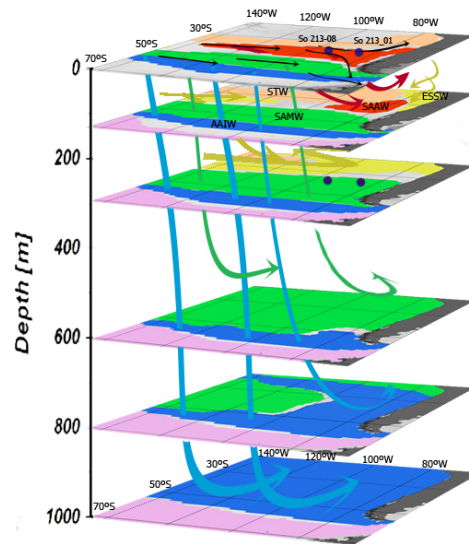 80ºW
100ºW
120ºW
140ºW
30ºS
50ºS
70ºS
So 213-08
So 213_01
0
STW
ESSW
SAAW
SAMW
AAIW
200
400
Depth [m]
600
800
140ºW
120ºW
100ºW
80ºW
30ºS
50ºS
70ºS
1000